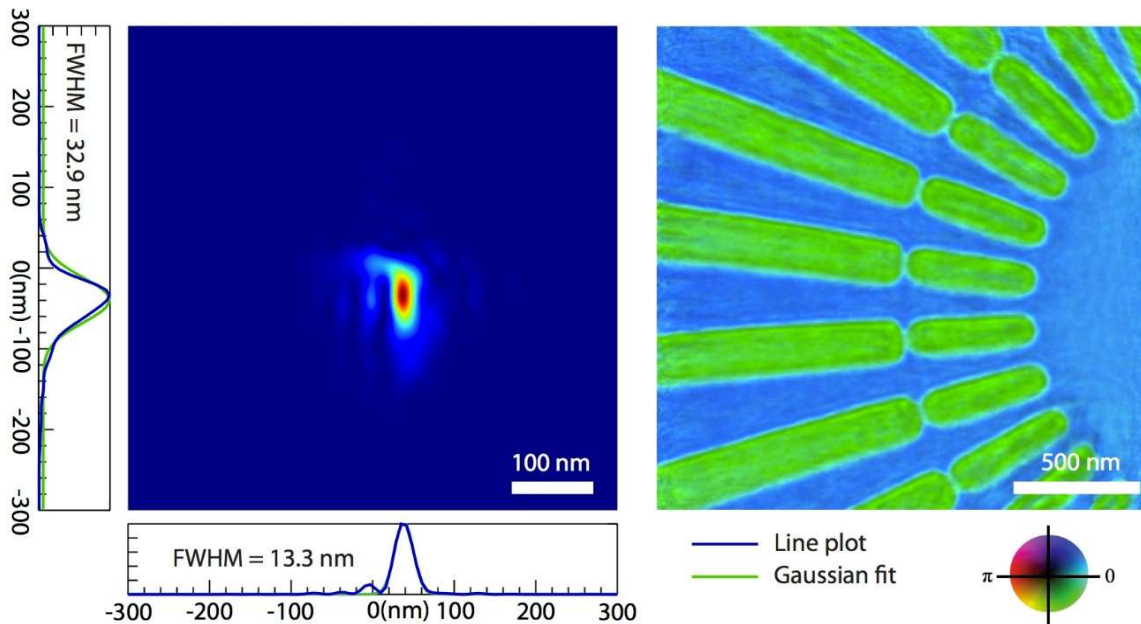 300
200
100
0(nm)
-100
-200
-300
FWHM = 32.9 nm
100 nm
500 nm
FWHM = 13.3 nm
-300 -200 -100 0(nm) 100 200 300
Line plot
Gaussian fit
π 0